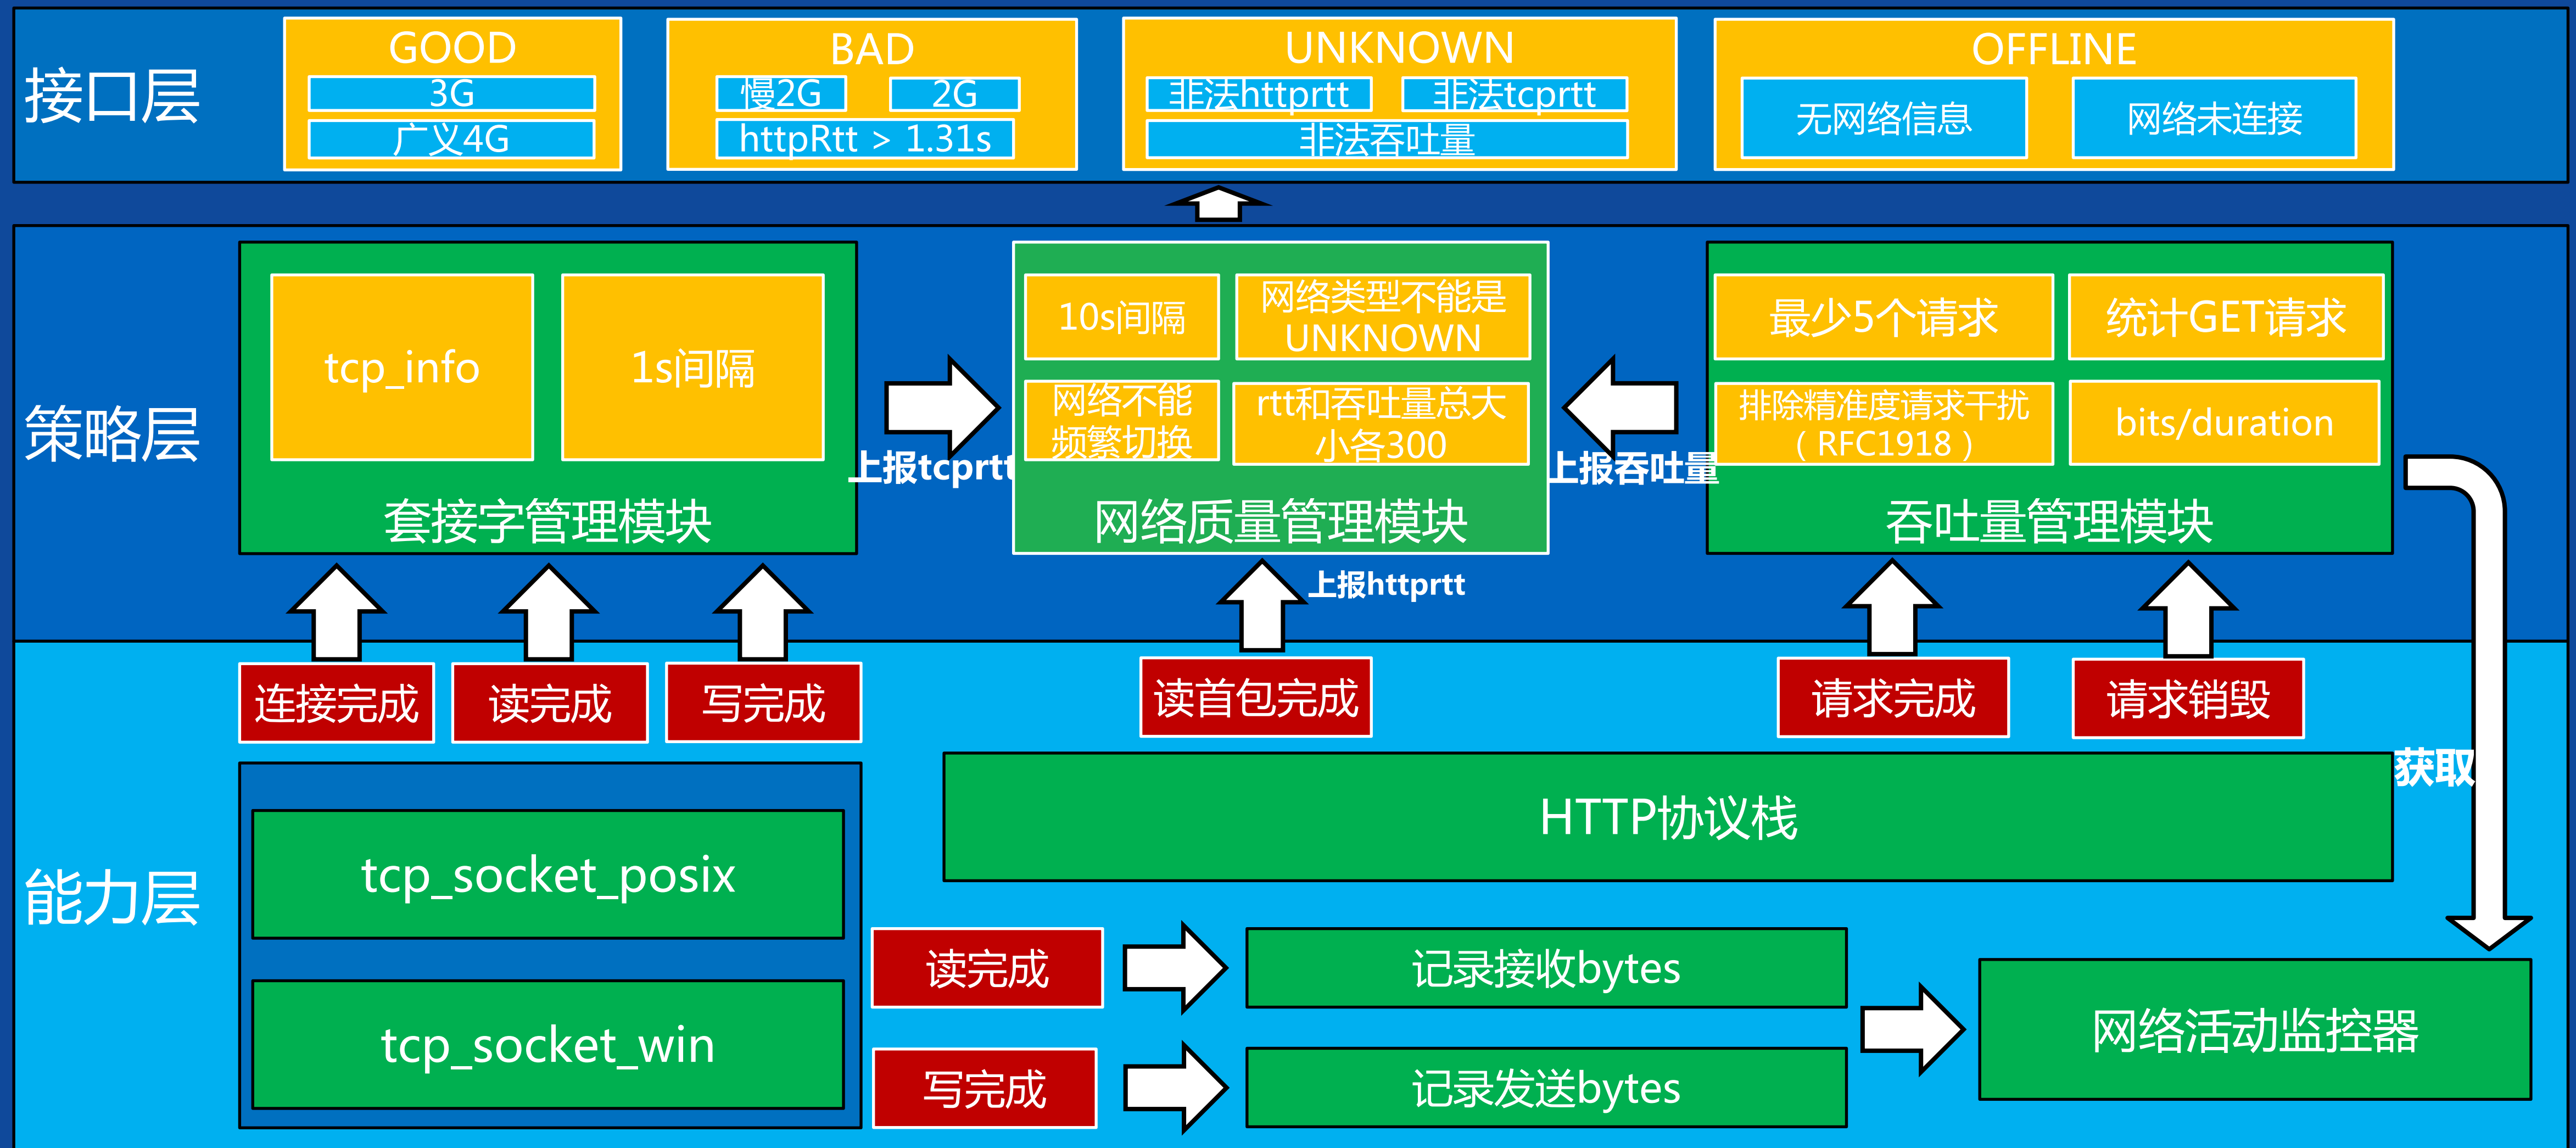 接口层
GOOD
3G
广义4G
BAD
慢2G
2G
httpRtt > 1.31s
UNKNOWN
非法httprtt
非法tcprtt
非法吞吐量
OFFLINE
无网络信息
网络未连接
策略层
tcp_info
1s间隔
套接字管理模块
上报tcprtt
10s间隔
网络类型不能是
UNKNOWN
网络不能
频繁切换
rtt和吞吐量总大
小各300
网络质量管理模块
上报吞吐量
最少5个请求
统计GET请求
排除精准度请求干扰
（RFC1918）
bits/duration
吞吐量管理模块
上报httprtt
能力层
连接完成
读完成
写完成
读首包完成
请求完成
请求销毁
获取
HTTP协议栈
tcp_socket_posix
tcp_socket_win
读完成
记录接收bytes
写完成
记录发送bytes
网络活动监控器